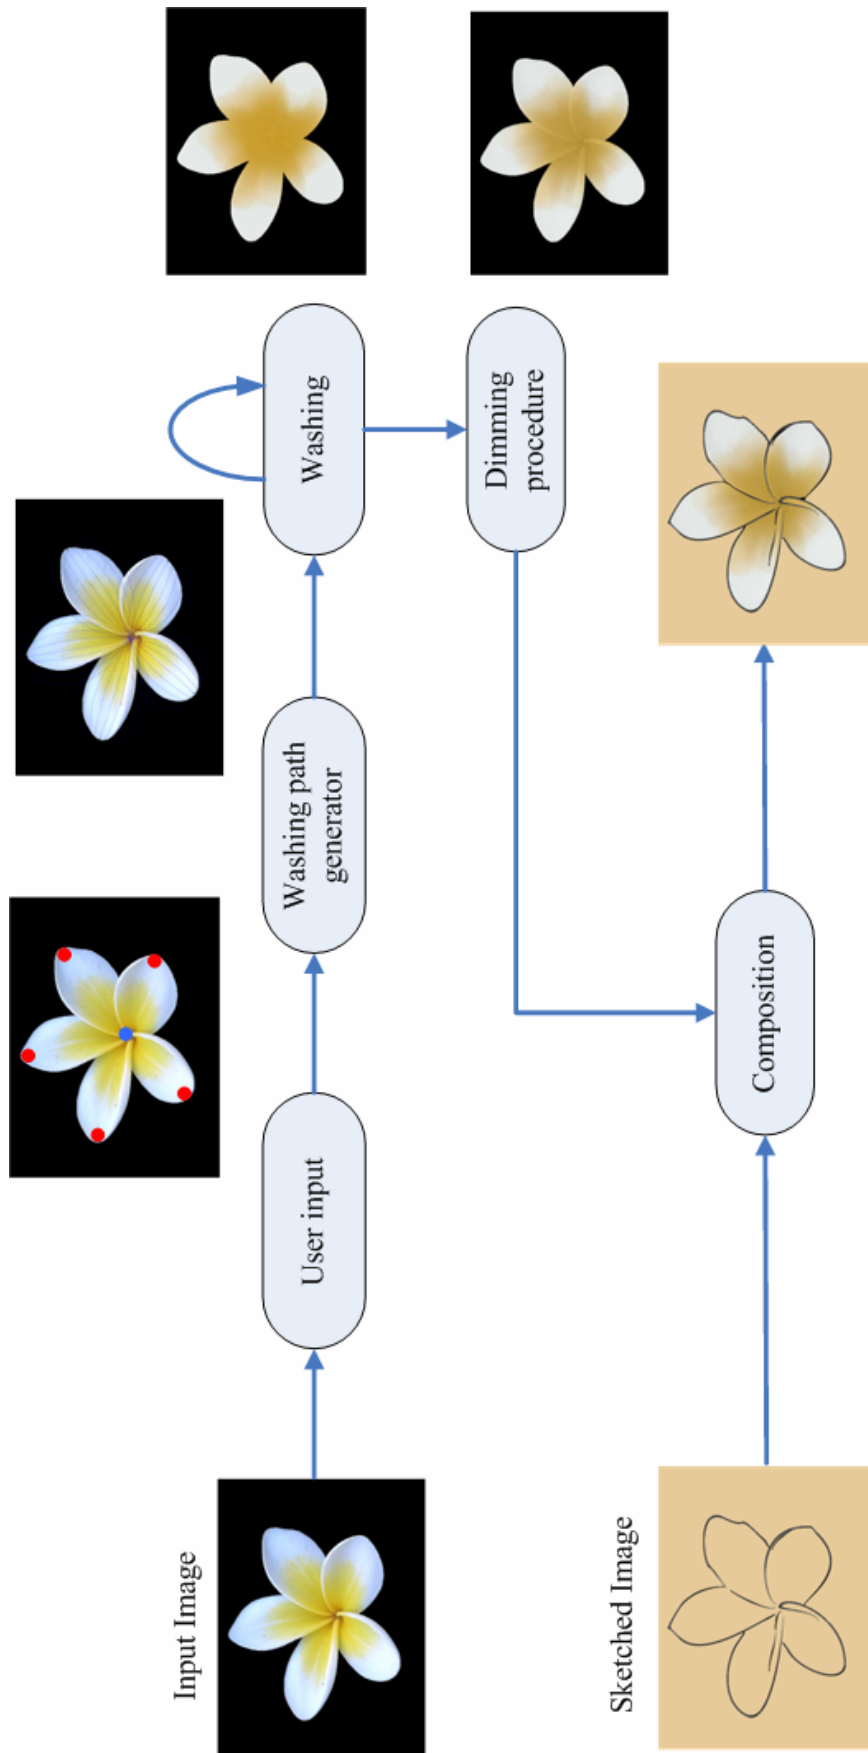 Input Image
User input
Washing path
generator
Washing
Dimming
procedure
Sketched Image
Composition